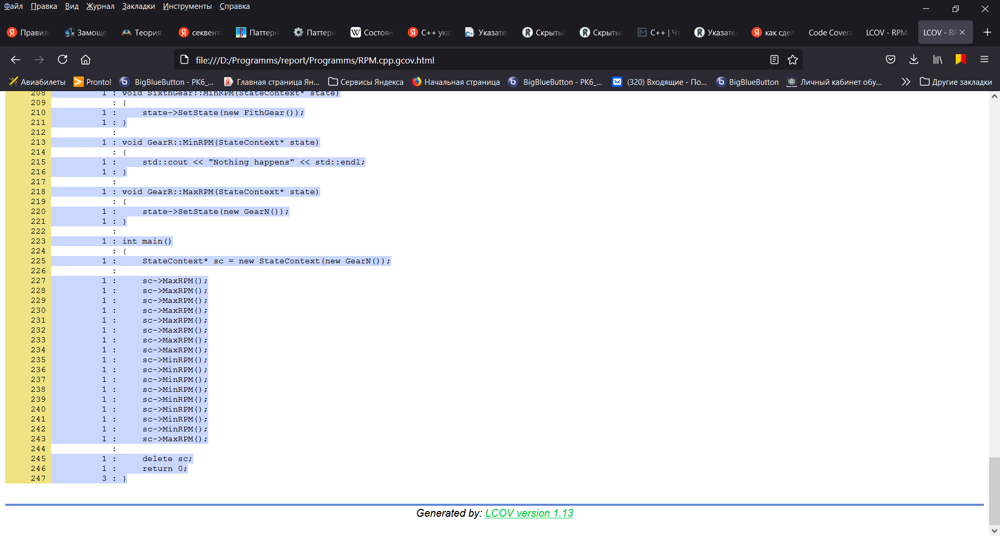 Файл Правка Вид Журнал Закладки Инструменты Справка
Правил Замоще Теория секвент Паттерн Паттерн Состоян C++ ука Указате Скрыты Скрыты C++ | Чт Указате как сдел Code Covera LCOV - RPM. LCOV - RP
file:///D:/Programms/report/Programms/RPM.cpp.gcov.html
Авиабилеты Pronto! BigBlueButton - РК6_... Главная страница Ян... Сервисы Яндекса Начальная страница BigBlueButton - РК6_... (320) Входящие - По... BigBlueButton Личный кабинет обу... Другие закладки
208 1 : void SixthGear::MinRPM(StateContext* state)
209 : {
210 1 : state->SetState(new FithGear());
211 1 : }
212 :
213 1 : void GearR::MinRPM(StateContext* state)
214 : {
215 1 : std::cout << "Nothing happens" << std::endl;
216 1 : }
217 :
218 1 : void GearR::MaxRPM(StateContext* state)
219 : {
220 1 : state->SetState(new GearN());
221 1 : }
222 :
223 1 : int main()
224 : {
225 1 : StateContext* sc = new StateContext(new GearN());
226 :
227 1 : sc->MaxRPM();
228 1 : sc->MaxRPM();
229 1 : sc->MaxRPM();
230 1 : sc->MaxRPM();
231 1 : sc->MaxRPM();
232 1 : sc->MaxRPM();
233 1 : sc->MaxRPM();
234 1 : sc->MaxRPM();
235 1 : sc->MinRPM();
236 1 : sc->MinRPM();
237 1 : sc->MinRPM();
238 1 : sc->MinRPM();
239 1 : sc->MinRPM();
240 1 : sc->MinRPM();
241 1 : sc->MinRPM();
242 1 : sc->MinRPM();
243 1 : sc->MaxRPM();
244 :
245 1 : delete sc;
246 1 : return 0;
247 3 : }
Generated by: LCOV version 1.13